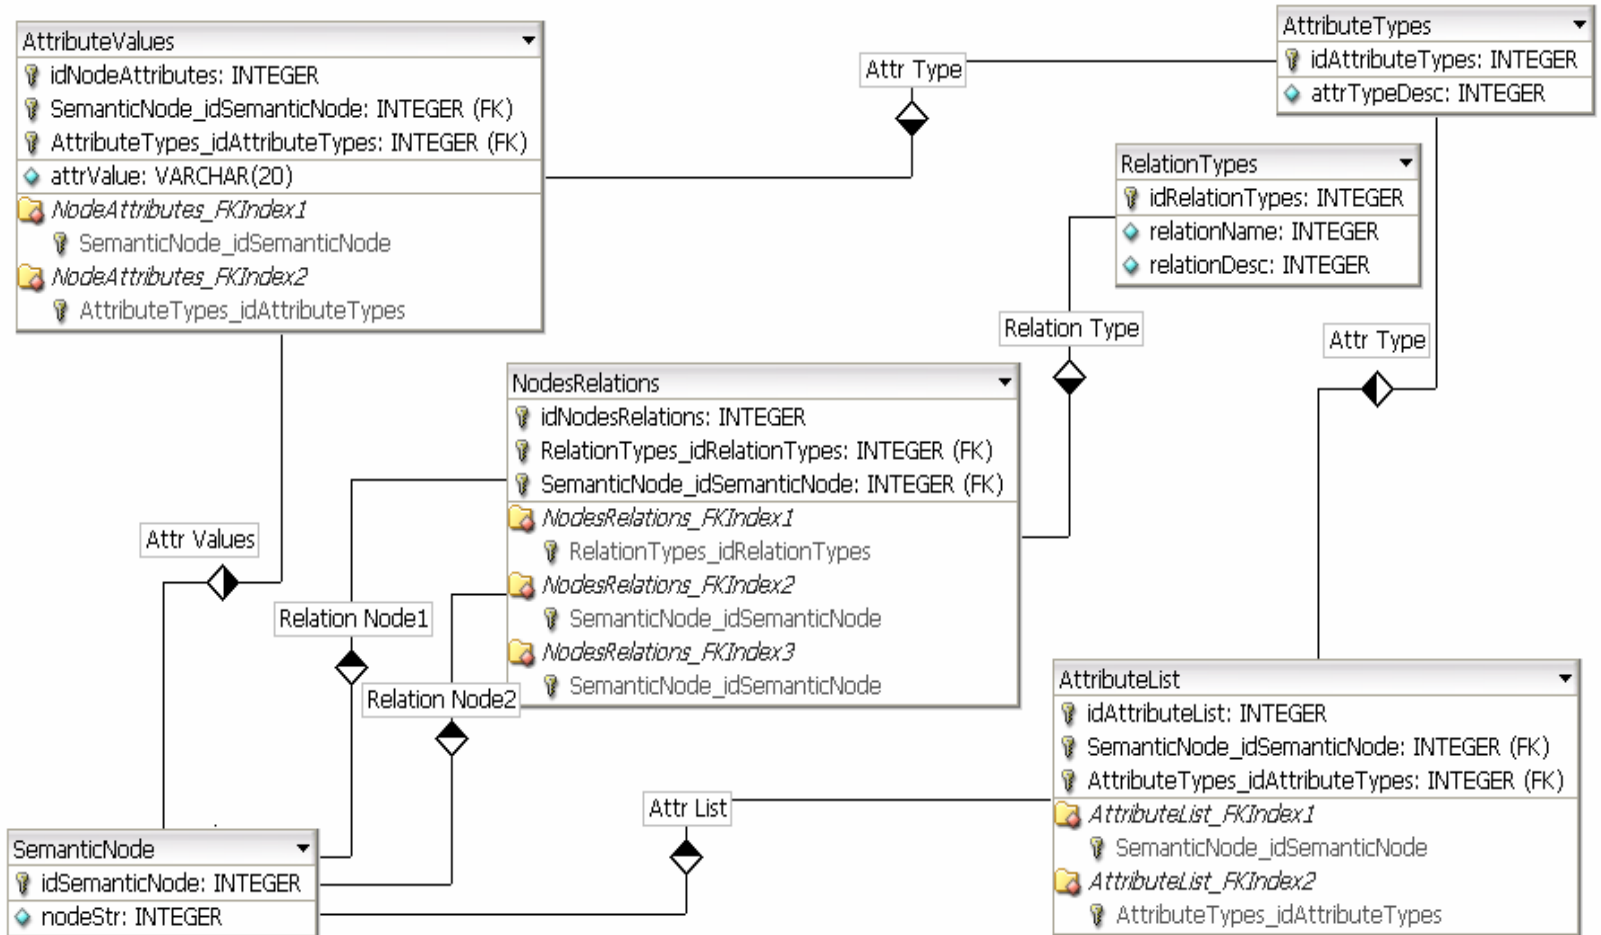 AttributeValues
idNodeAttributes: INTEGER
SemanticNode_idSemanticNode: INTEGER (FK)
AttributeTypes_idAttributeTypes: INTEGER (FK)
attrValue: VARCHAR(20)
NodeAttributes_FKIndex1
SemanticNode_idSemanticNode
NodeAttributes_FKIndex2
AttributeTypes_idAttributeTypes
Attr Type
AttributeTypes
idAttributeTypes: INTEGER
attrTypeDesc: INTEGER
RelationTypes
idRelationTypes: INTEGER
relationName: INTEGER
relationDesc: INTEGER
Relation Type
Attr Type
NodesRelations
idNodesRelations: INTEGER
RelationTypes_idRelationTypes: INTEGER (FK)
SemanticNode_idSemanticNode: INTEGER (FK)
NodesRelations_FKIndex1
RelationTypes_idRelationTypes
NodesRelations_FKIndex2
SemanticNode_idSemanticNode
NodesRelations_FKIndex3
SemanticNode_idSemanticNode
Attr Values
Relation Node1
Relation Node2
AttributeList
idAttributeList: INTEGER
SemanticNode_idSemanticNode: INTEGER (FK)
AttributeTypes_idAttributeTypes: INTEGER (FK)
AttributeList_FKIndex1
SemanticNode_idSemanticNode
AttributeList_FKIndex2
AttributeTypes_idAttributeTypes
Attr List
SemanticNode
idSemanticNode: INTEGER
nodeStr: INTEGER